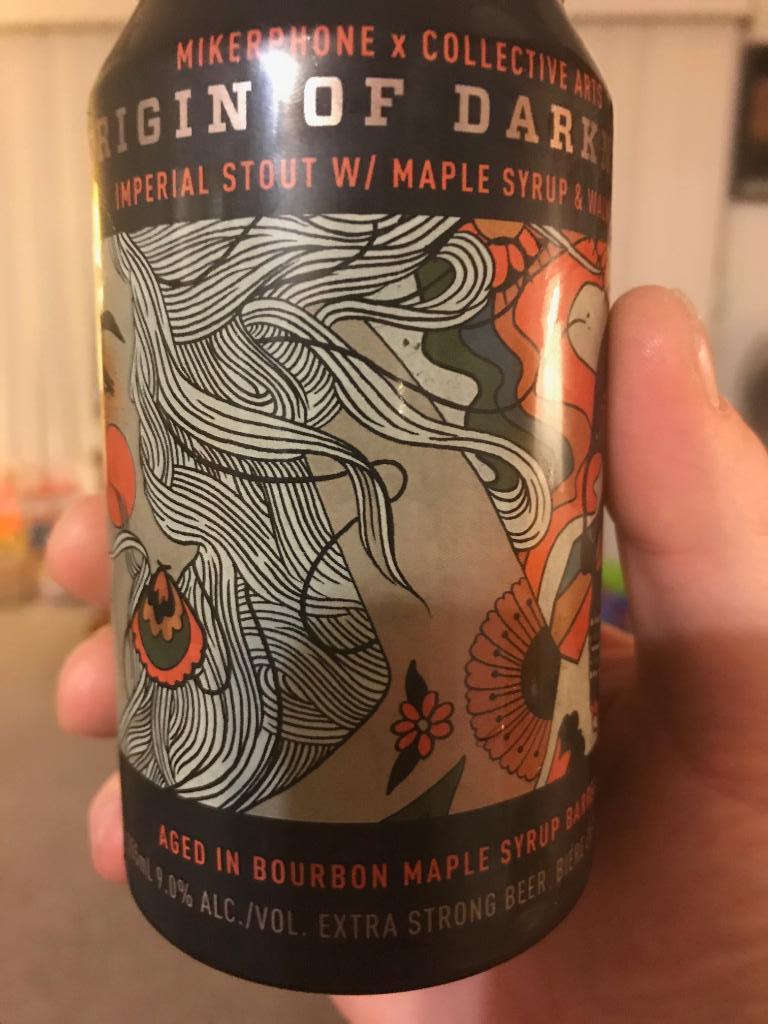 MIKERPHONE x COLLECTIVE ARTS
RIGIN OF DARK
IMPERIAL STOUT W/ MAPLE SYRUP &
AGED IN BOURBON MAPLE SYRUP
9.0% ALC./VOL. EXTRA STRONG BEER. BIÈRE